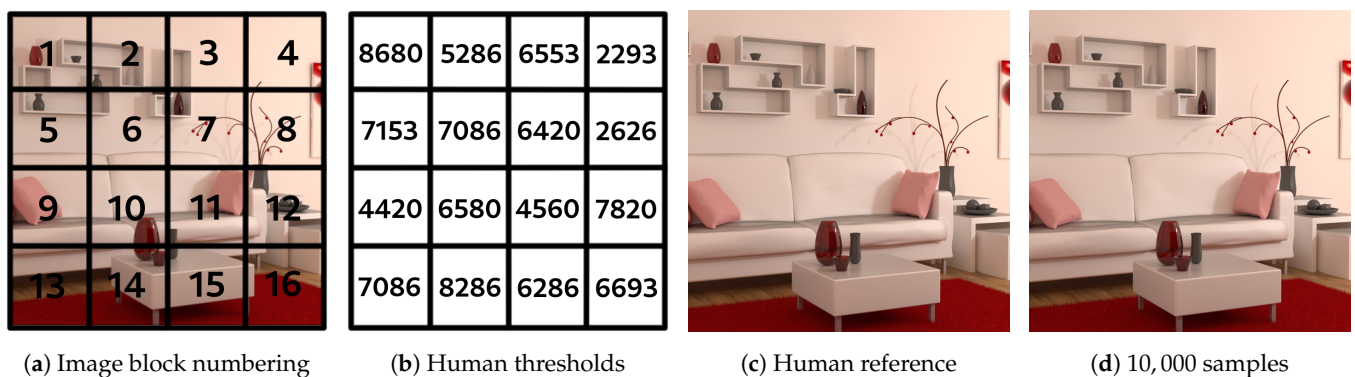 1 2 3 4
5 6 7 8
9 10 11 12
13 14 15 16
8680 5286 6553 2293
7153 7086 6420 2626
4420 6580 4560 7820
7086 8286 6286 6693
(a) Image block numbering
(b) Human thresholds
(c) Human reference
(d) 10,000 samples